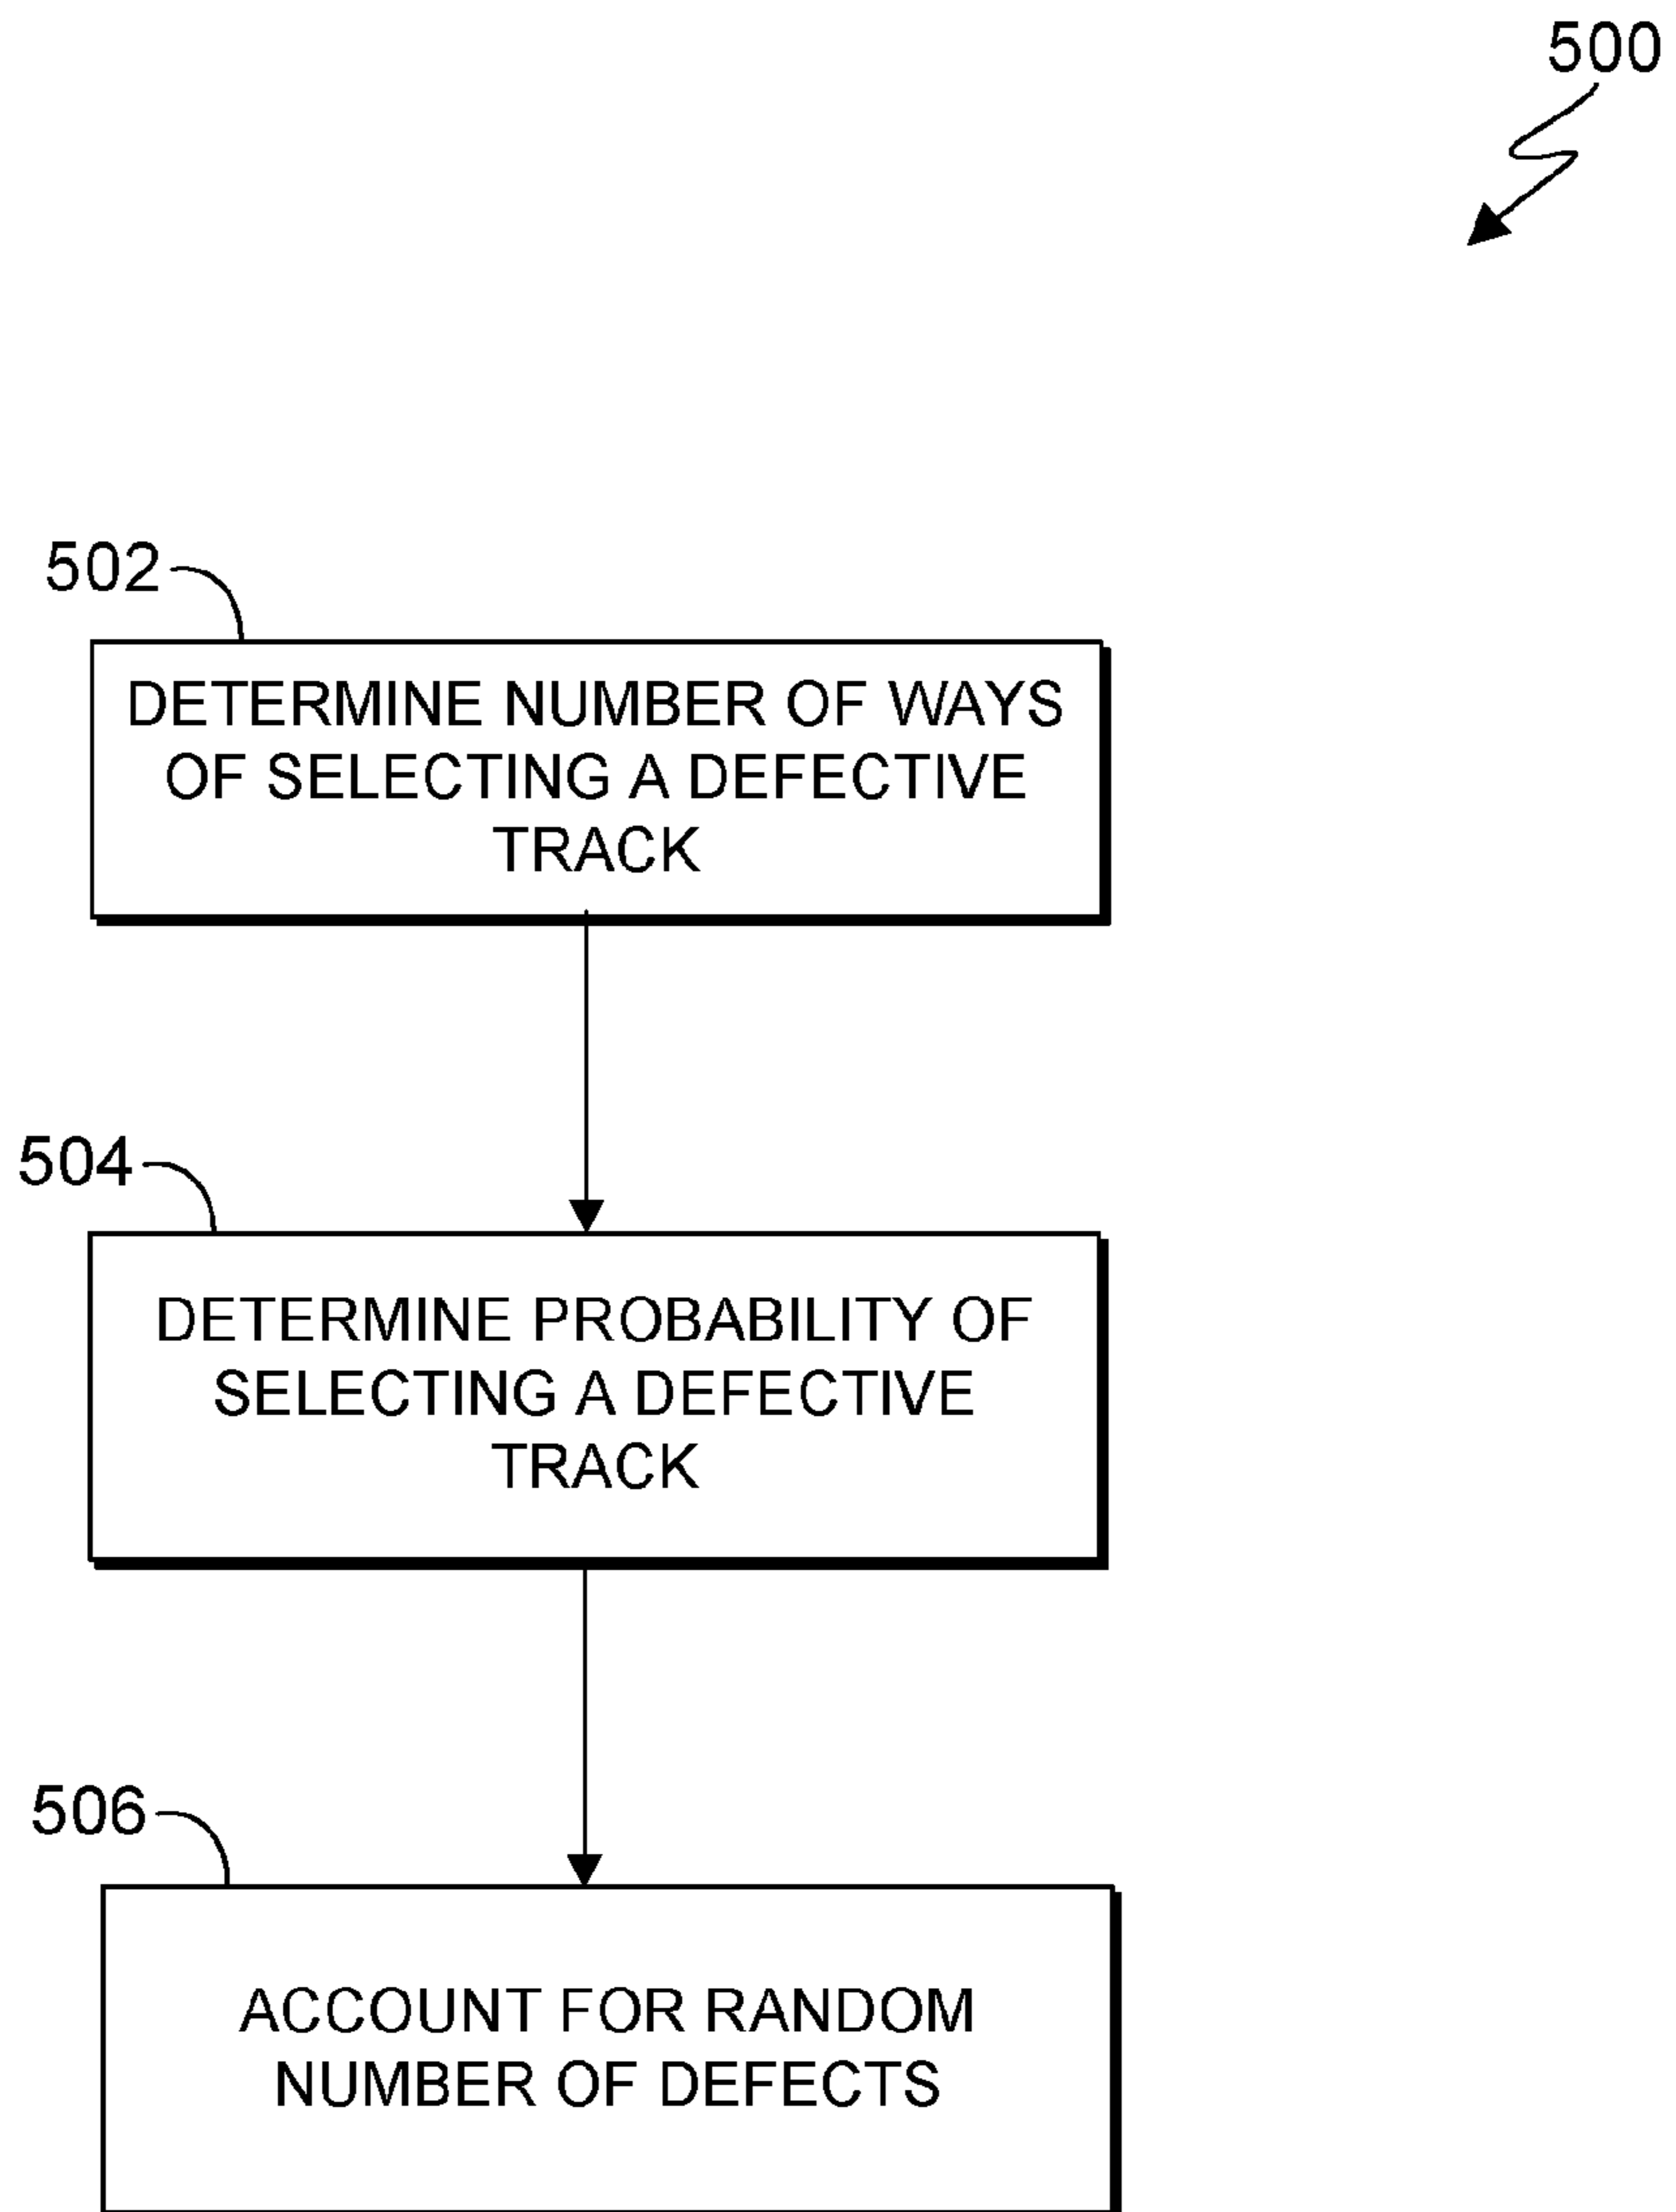 500
502
DETERMINE NUMBER OF WAYS
OF SELECTING A DEFECTIVE
TRACK
504
DETERMINE PROBABILITY OF
SELECTING A DEFECTIVE
TRACK
506
ACCOUNT FOR RANDOM
NUMBER OF DEFECTS